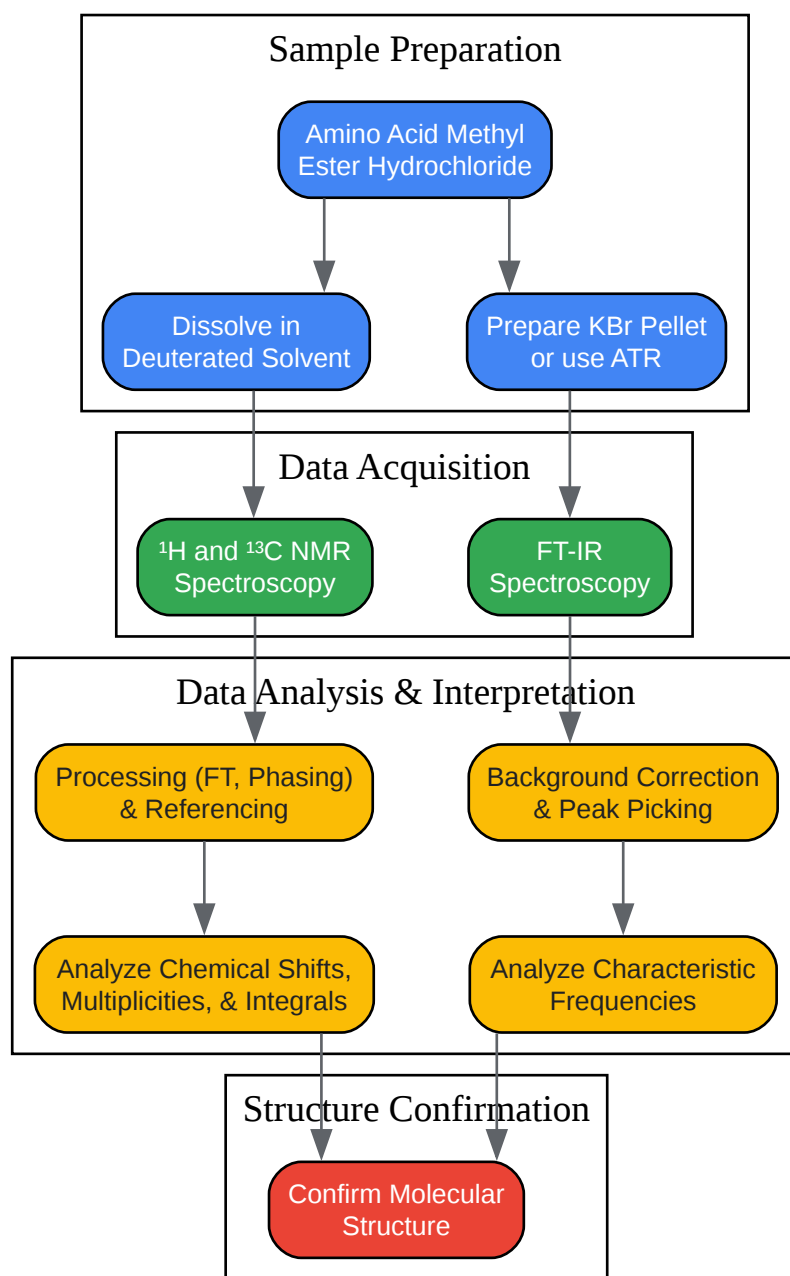 Sample Preparation
Amino Acid Methyl
Ester Hydrochloride
Dissolve in
Deuterated Solvent
Prepare KBr Pellet
or use ATR
Data Acquisition
¹H and ¹³C NMR
Spectroscopy
FT-IR
Spectroscopy
Data Analysis & Interpretation
Processing (FT, Phasing)
& Referencing
Background Correction
& Peak Picking
Analyze Chemical Shifts,
Multiplicities, & Integrals
Analyze Characteristic
Frequencies
Structure Confirmation
Confirm Molecular
Structure